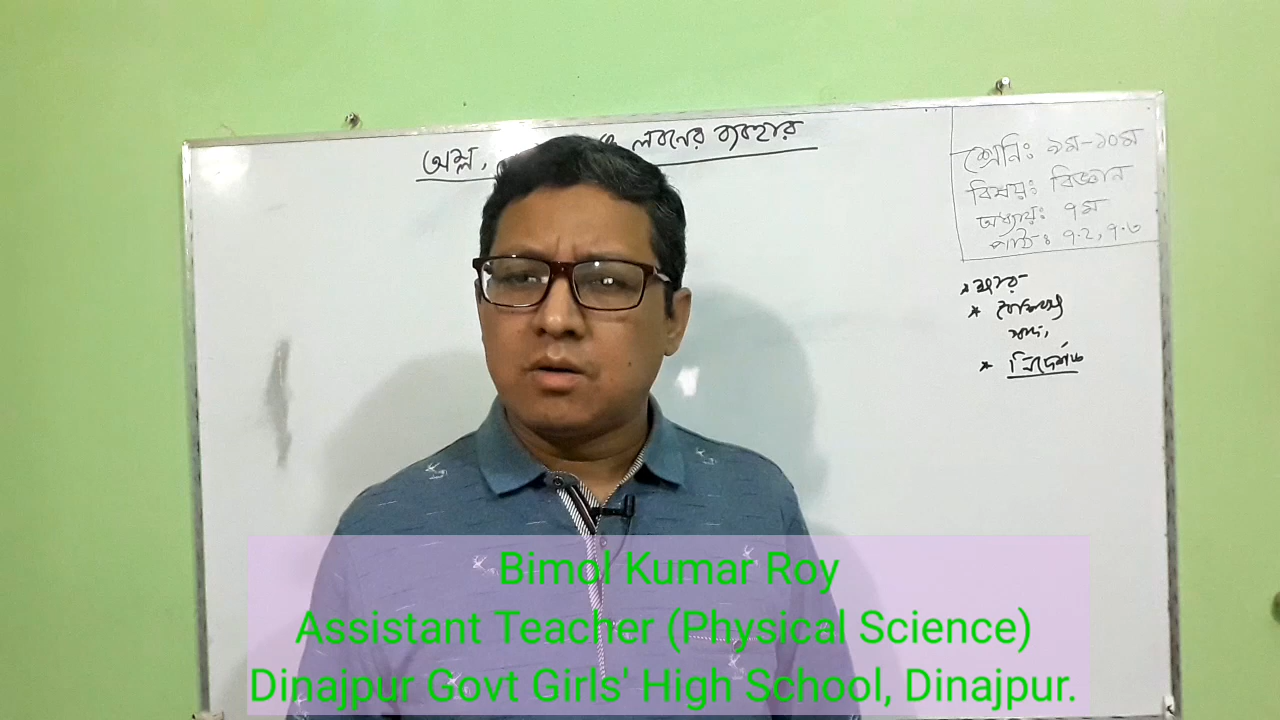 অম্ল, ও লবনের ব্যবহার
শ্রেনিঃ ৯ম-১০ম
বিষয়ঃ বিজ্ঞান
অধ্যায়ঃ ৭ম
পাঠঃ ৭.২, ৭.৩
* ক্ষার-
* বৈশিষ্ট্য
* নির্দেশক
Bimol Kumar Roy
Assistant Teacher (Physical Science)
Dinajpur Govt Girls' High School, Dinajpur.